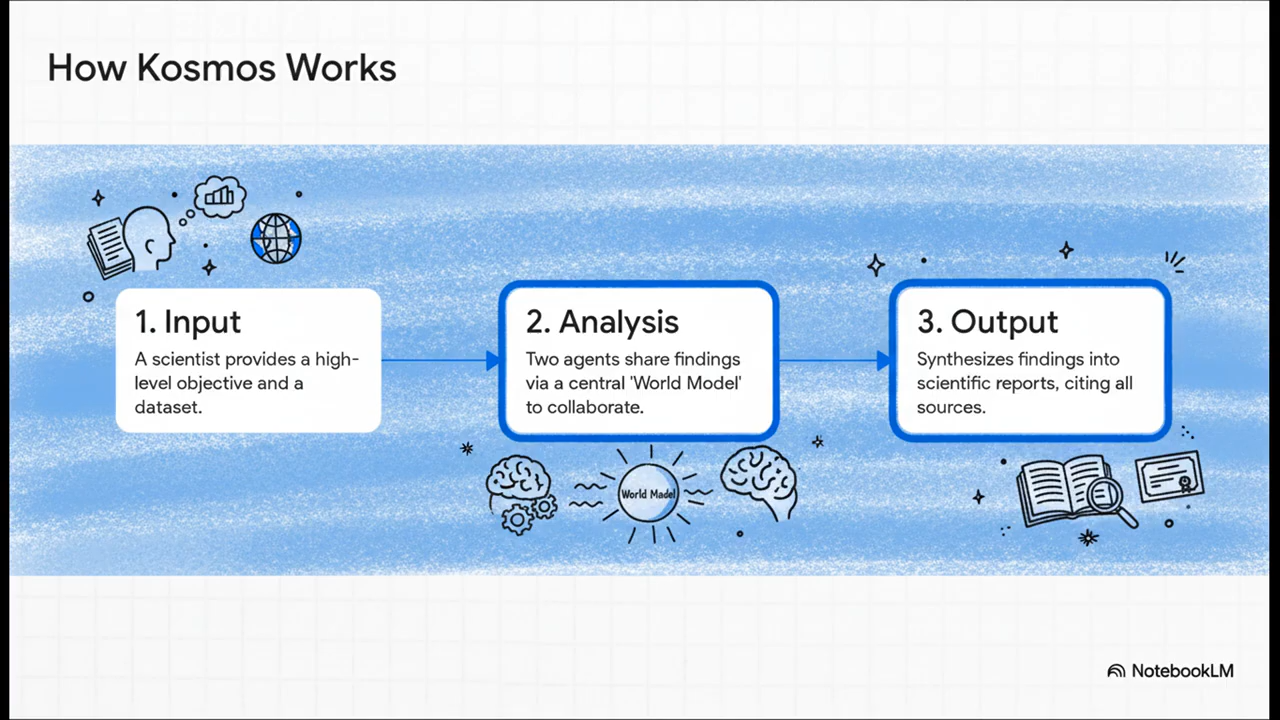 How Kosmos Works
1. Input
A scientist provides a high-
level objective and a
dataset.
2. Analysis
Two agents share findings
via a central 'World Model'
to collaborate.
3. Output
Synthesizes findings into
scientific reports, citing all
sources.
World Madel
NotebookLM